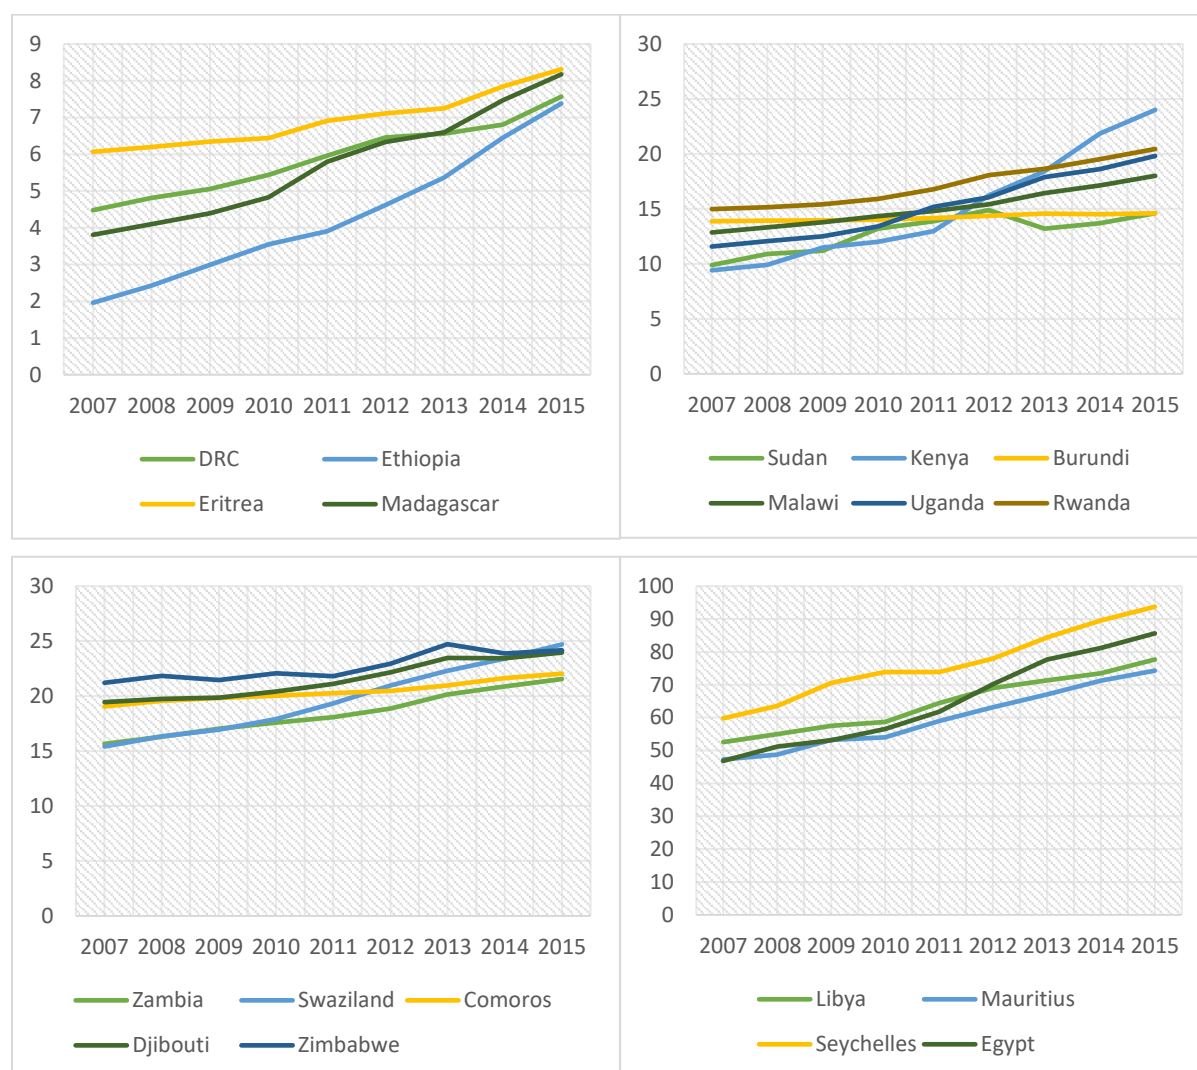 9
8
7
6
5
4
3
2
1
0
2007 2008 2009 2010 2011 2012 2013 2014 2015
DRC Ethiopia
Eritrea Madagascar
30
25
20
15
10
5
0
2007 2008 2009 2010 2011 2012 2013 2014 2015
Sudan Kenya Burundi
Malawi Uganda Rwanda
30
25
20
15
10
5
0
2007 2008 2009 2010 2011 2012 2013 2014 2015
Zambia Swaziland Comoros
Djibouti Zimbabwe
100
90
80
70
60
50
40
30
20
10
0
2007 2008 2009 2010 2011 2012 2013 2014 2015
Libya Mauritius
Seychelles Egypt